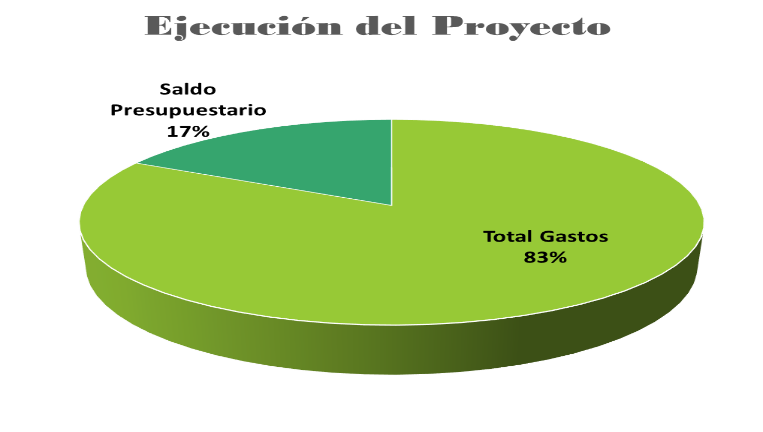 Ejecución del Proyecto
Saldo
Presupuestario
17%
Total Gastos
83%